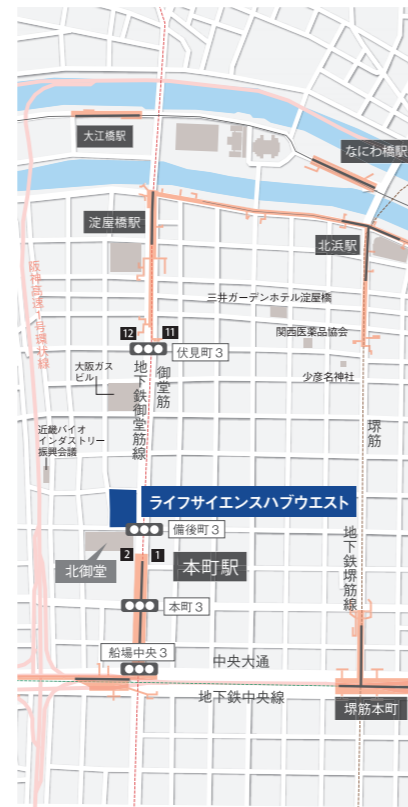 大江橋駅
なにわ橋駅
淀屋橋駅
北浜駅
阪神高速1号環状線
三井ガーデンホテル淀屋橋
関西医薬品協会
12
11
伏見町3
少彦名神社
大阪ガス
ビル
地下鉄御堂筋線
御堂筋
堺筋
近畿バイオ
インダストリー
振興会議
ライフサイエンスハブウエスト
備後町3
2
1
本町駅
北御堂
地下鉄堺筋線
本町3
船場中央3
中央大通
地下鉄中央線
堺筋本町